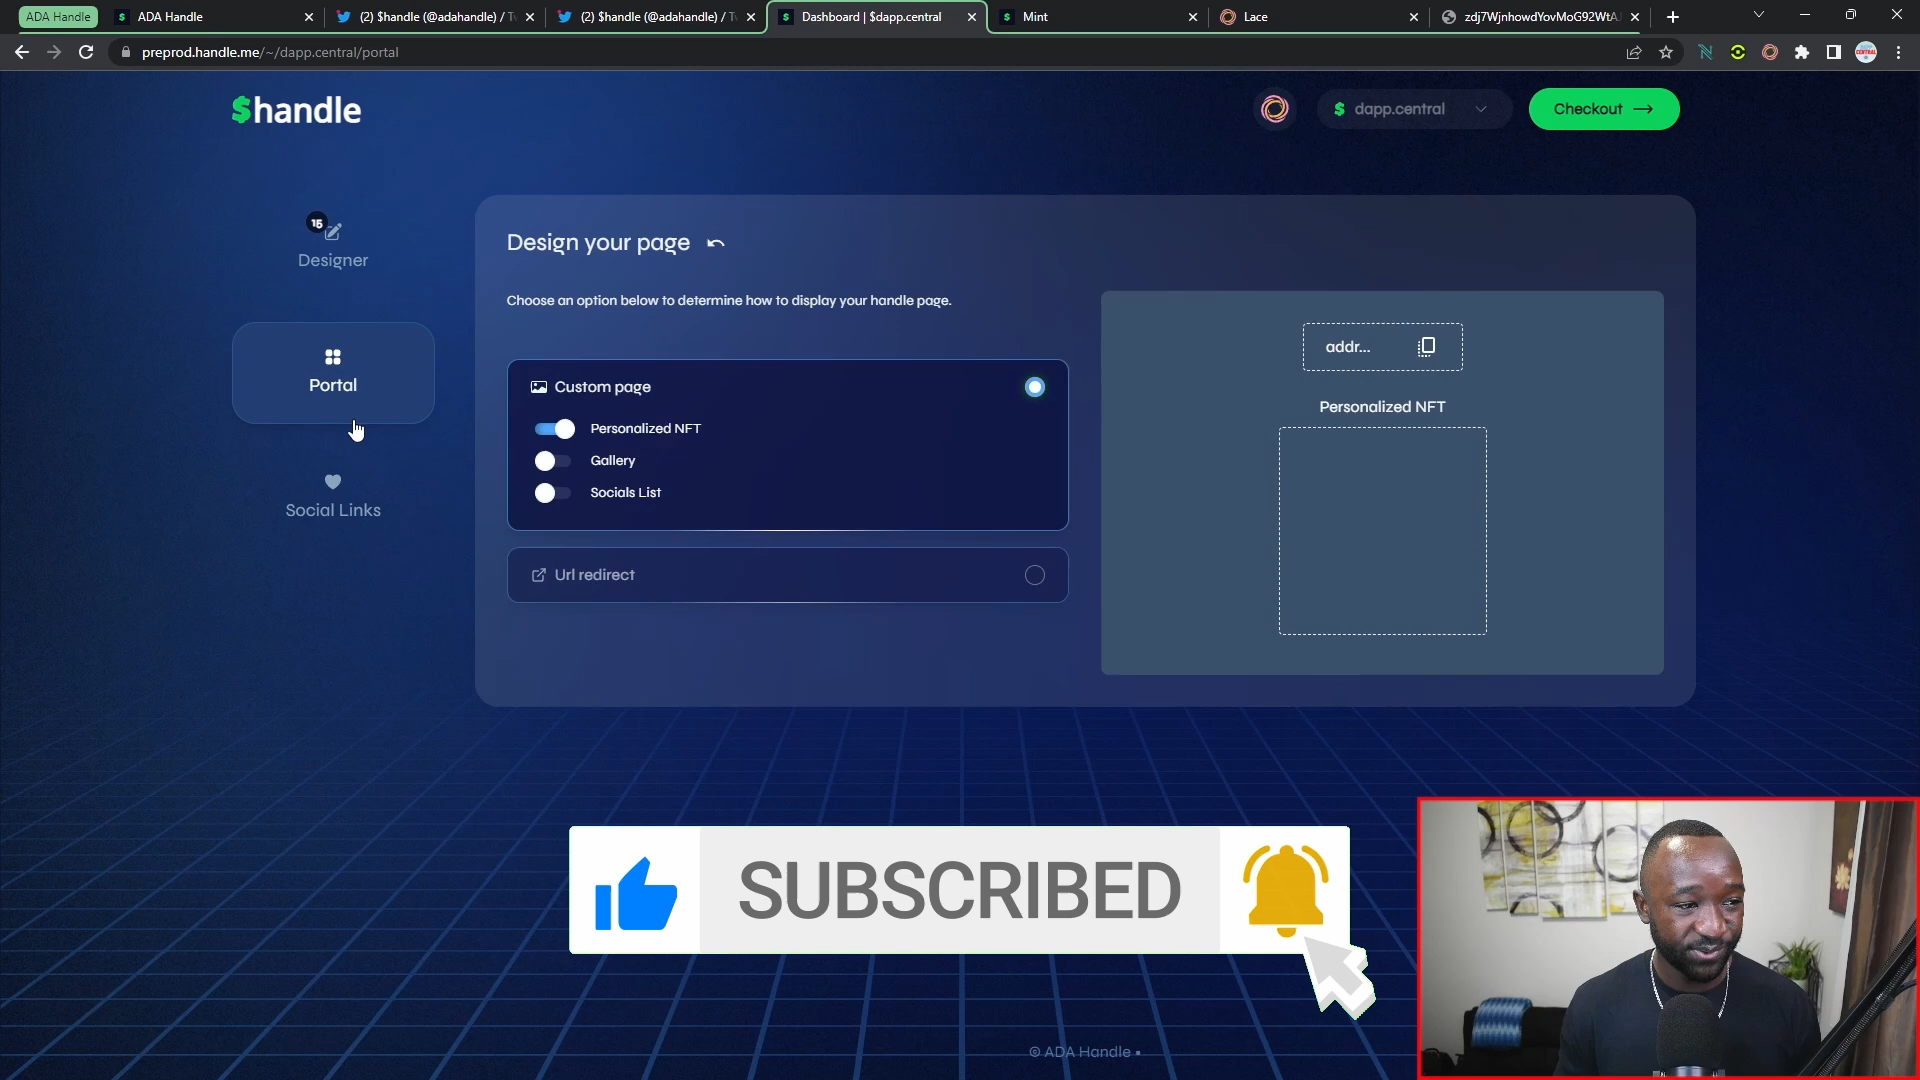 ADA Handle
ADA Handle
(2) $handle (@adahandle) /
(2) $handle (@adahandle) /
Dashboard | $dapp.central
Mint
Lace
preprod.handle.me/~/dapp.central/portal
$handle
$ dapp.central
Checkout
15
Designer
Portal
Social Links
Design your page
Choose an option below to determine how to display your handle page.
Custom page
Personalized NFT
Gallery
Socials List
Url redirect
addr...
Personalized NFT
SUBSCRIBED
© ADA Handle